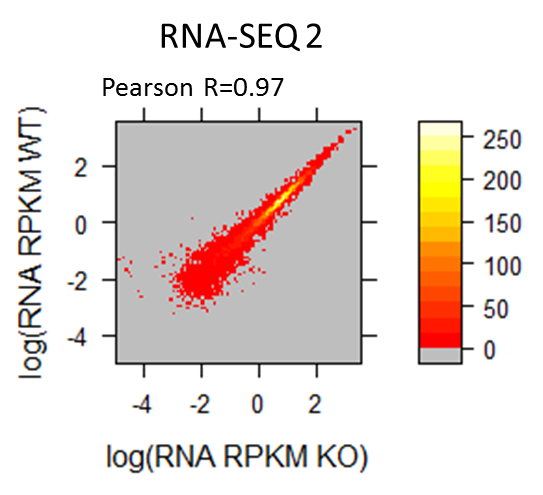 RNA-SEQ 2
Pearson R=0.97
log(RNA RPKM WT)
2
0
-2
-4
-4 -2 0 2
log(RNA RPKM KO)
250
200
150
100
50
0